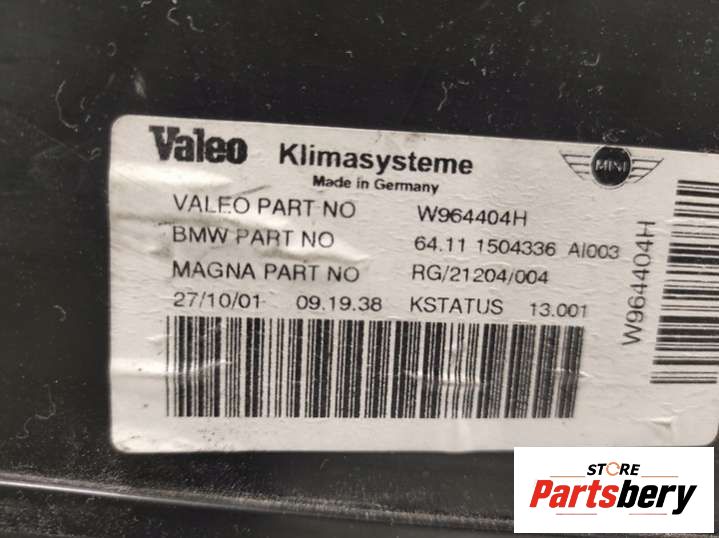 Valeo Klimasysteme MINI
Made in Germany
VALEO PART NO W964404H
BMW PART NO 64.11 1504336 AI003
MAGNA PART NO RG/21204/004
27/10/01 09.19.38 KSTATUS 13.001
W964404H
STORE
Partsbery